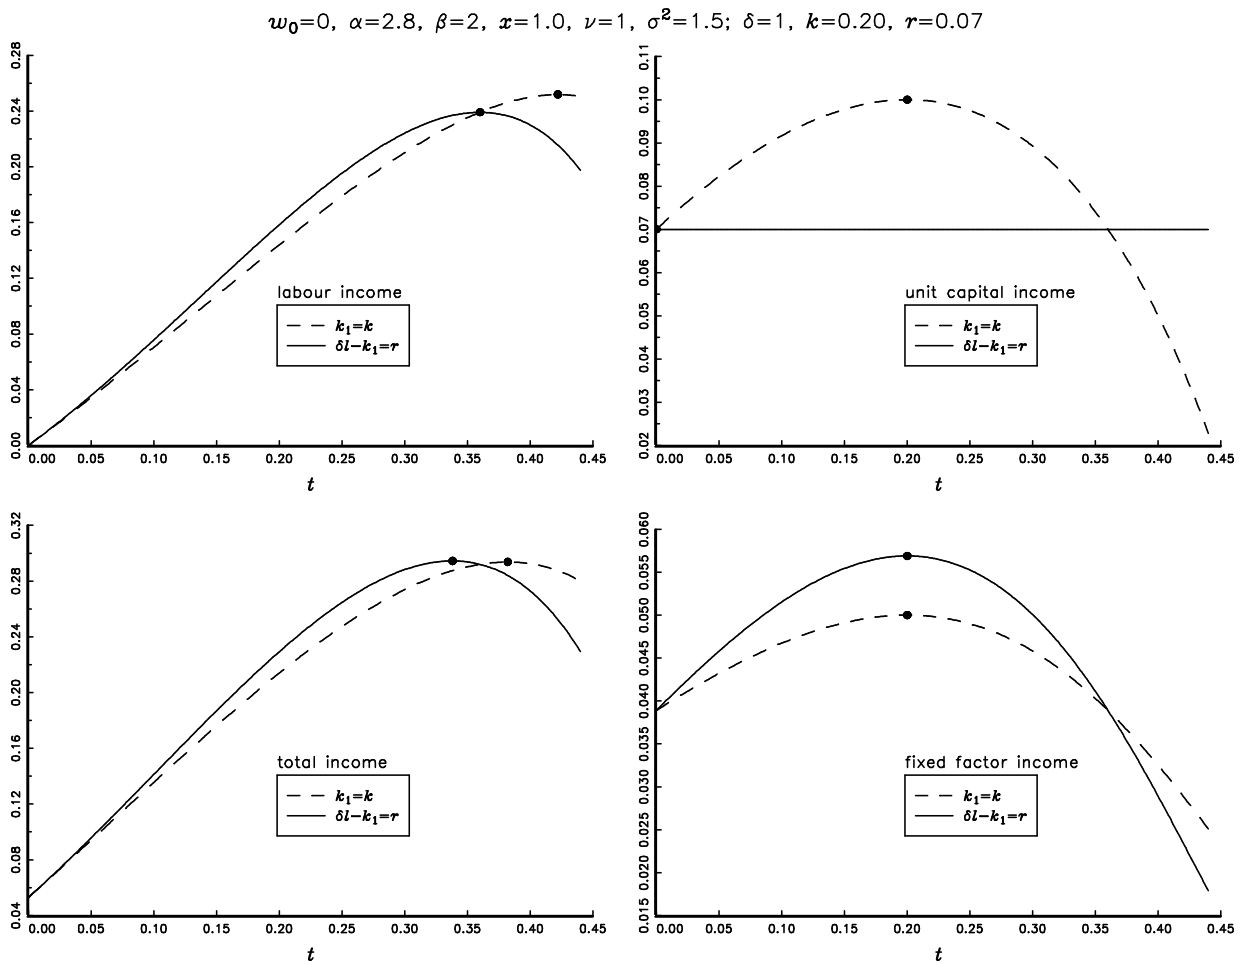 w₀=0, α=2.8, β=2, x=1.0, ν=1, σ²=1.5; δ=1, k=0.20, r=0.07
0.28
0.24
0.20
0.16
0.12
0.08
0.04
0.00
labour income
k₁=k
δl−k₁=r
0.00 0.05 0.10 0.15 0.20 0.25 0.30 0.35 0.40 0.45
t
0.11
0.10
0.09
0.08
0.07
0.06
0.05
0.04
0.03
0.02
unit capital income
k₁=k
δl−k₁=r
0.00 0.05 0.10 0.15 0.20 0.25 0.30 0.35 0.40 0.45
t
0.32
0.28
0.24
0.20
0.16
0.12
0.08
0.04
total income
k₁=k
δl−k₁=r
0.00 0.05 0.10 0.15 0.20 0.25 0.30 0.35 0.40 0.45
t
0.060
0.055
0.050
0.045
0.040
0.035
0.030
0.025
0.020
0.015
fixed factor income
k₁=k
δl−k₁=r
0.00 0.05 0.10 0.15 0.20 0.25 0.30 0.35 0.40 0.45
t